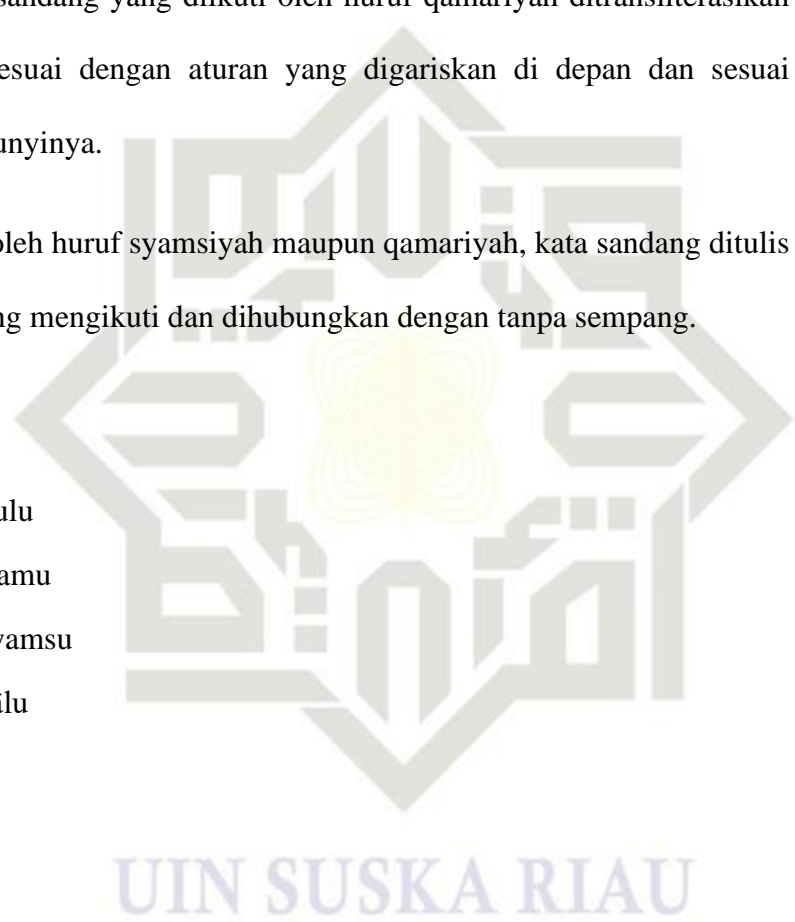 sandang yang diikuti oleh huruf qamariyah ditransliterasikan
esuai dengan aturan yang digariskan di depan dan sesuai
unyinya.
oleh huruf syamsiyah maupun qamariyah, kata sandang ditulis
ng mengikuti dan dihubungkan dengan tanpa sempang.
ulu
amu
yamsu
ālu
UIN SUSKA RIAU